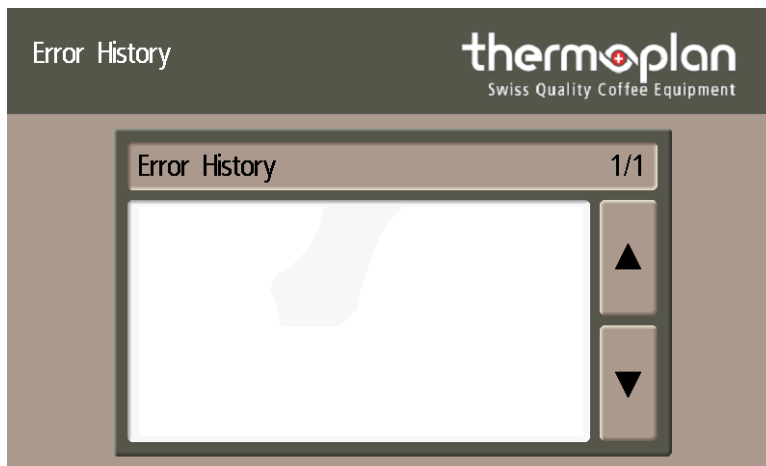 Error History
thermoplan
Swiss Quality Coffee Equipment
Error History 1/1